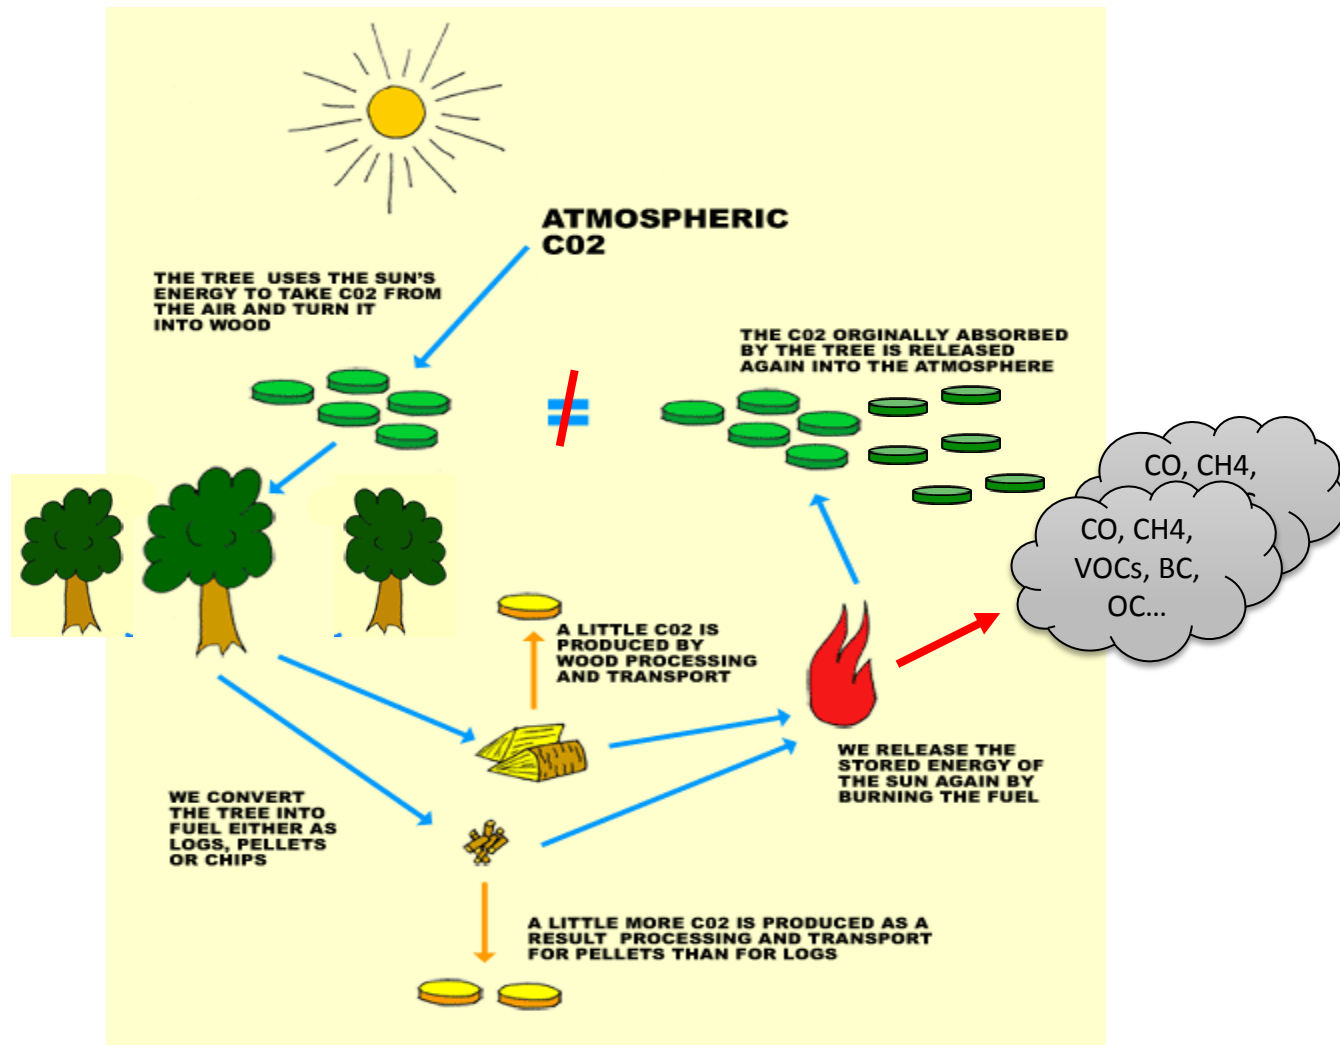 ATMOSPHERIC
C02
THE TREE USES THE SUN'S
ENERGY TO TAKE C02 FROM
THE AIR AND TURN IT
INTO WOOD
THE C02 ORGINALLY ABSORBED
BY THE TREE IS RELEASED
AGAIN INTO THE ATMOSPHERE
CO, CH4,
CO, CH4,
VOCs, BC,
OC...
A LITTLE C02 IS
PRODUCED BY
WOOD PROCESSING
AND TRANSPORT
WE RELEASE THE
STORED ENERGY OF
THE SUN AGAIN BY
BURNING THE FUEL
WE CONVERT
THE TREE INTO
FUEL EITHER AS
LOGS, PELLETS
OR CHIPS
A LITTLE MORE C02 IS PRODUCED AS A
RESULT PROCESSING AND TRANSPORT
FOR PELLETS THAN FOR LOGS